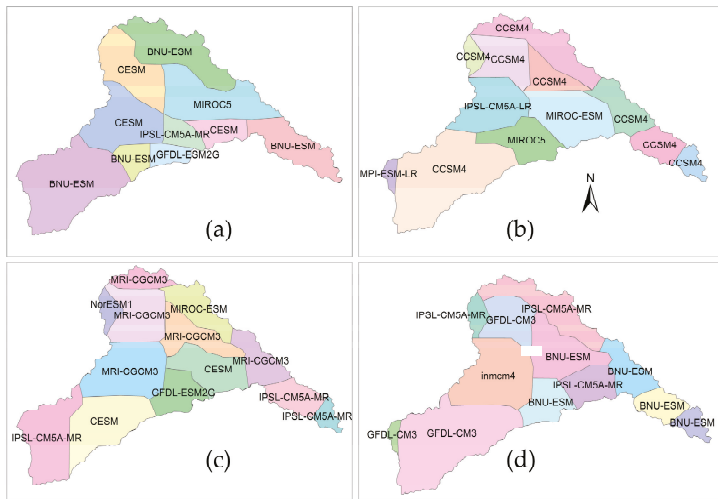 BNU-ESM
CESM
MIROC5
CESM
IPSL-CM5A-MR
CESM
BNU-ESM
BNU-ESM
GFDL-ESM2G
BNU-ESM
(a)
CCSM4
CCSM4
CCSM4
CCSM4
IPSL-CM5A-LR
MIROC-ESM
CCSM4
MIROC5
CCSM4
CCSM4
MPI-ESM-LR
CCSM4
N
(b)
MRI-CGCM3
NorESM1
MIROC-ESM
MRI-CGCM3
MRI-CGCM3
MRI-CGCM3
MRI-CGCM3
CESM
GFDL-ESM2G
IPSL-CM5A-MR
IPSL-CM5A-MR
CESM
IPSL-CM5A-MR
(c)
IPSL-CM5A-MR
IPSL-CM5A-MR
GFDL-CM3
BNU-ESM
inmcm4
BNU-ESM
IPSL-CM5A-MR
BNU-ESM
BNU-ESM
BNU-ESM
GFDL-CM3
GFDL-CM3
(d)